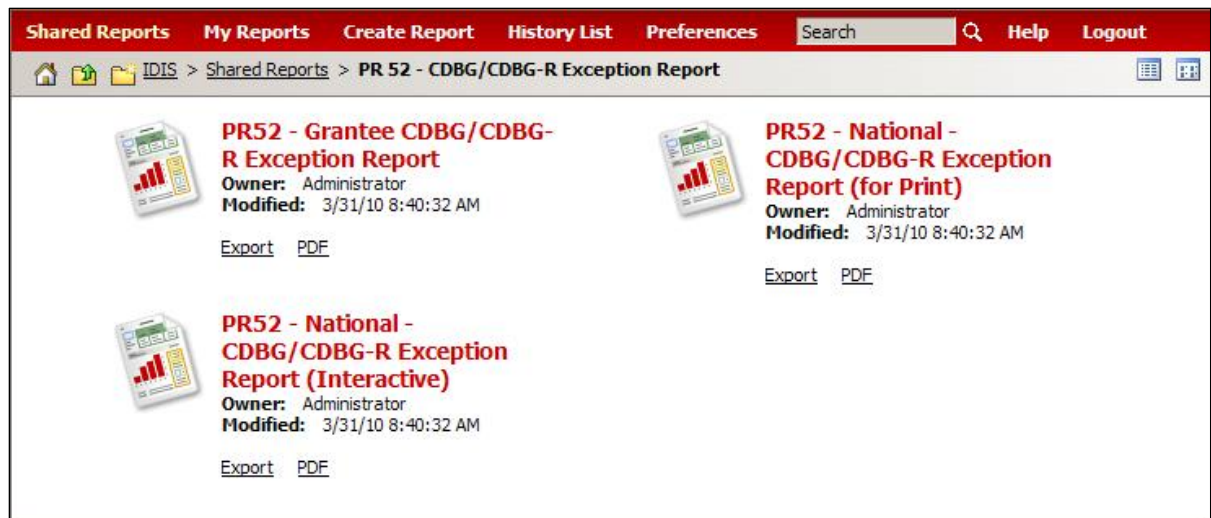 Shared Reports My Reports Create Report History List Preferences Search Help Logout
IDIS > Shared Reports > PR 52 - CDBG/CDBG-R Exception Report
PR52 - Grantee CDBG/CDBG-
R Exception Report
Owner: Administrator
Modified: 3/31/10 8:40:32 AM
Export PDF
PR52 - National -
CDBG/CDBG-R Exception
Report (for Print)
Owner: Administrator
Modified: 3/31/10 8:40:32 AM
Export PDF
PR52 - National -
CDBG/CDBG-R Exception
Report (Interactive)
Owner: Administrator
Modified: 3/31/10 8:40:32 AM
Export PDF